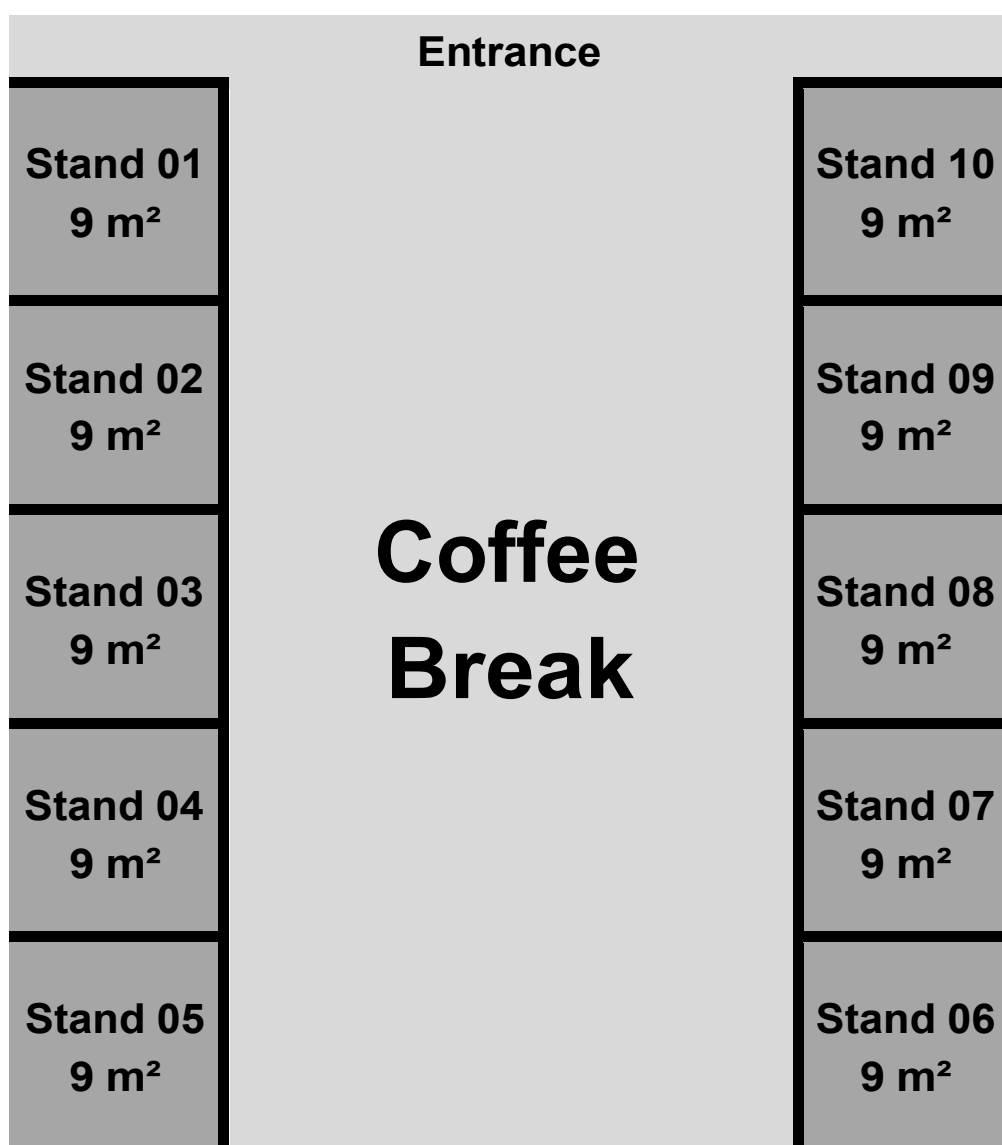 Entrance
Stand 01
9 m²
Stand 10
9 m²
Stand 02
9 m²
Stand 09
9 m²
Coffee
Break
Stand 03
9 m²
Stand 08
9 m²
Stand 04
9 m²
Stand 07
9 m²
Stand 05
9 m²
Stand 06
9 m²